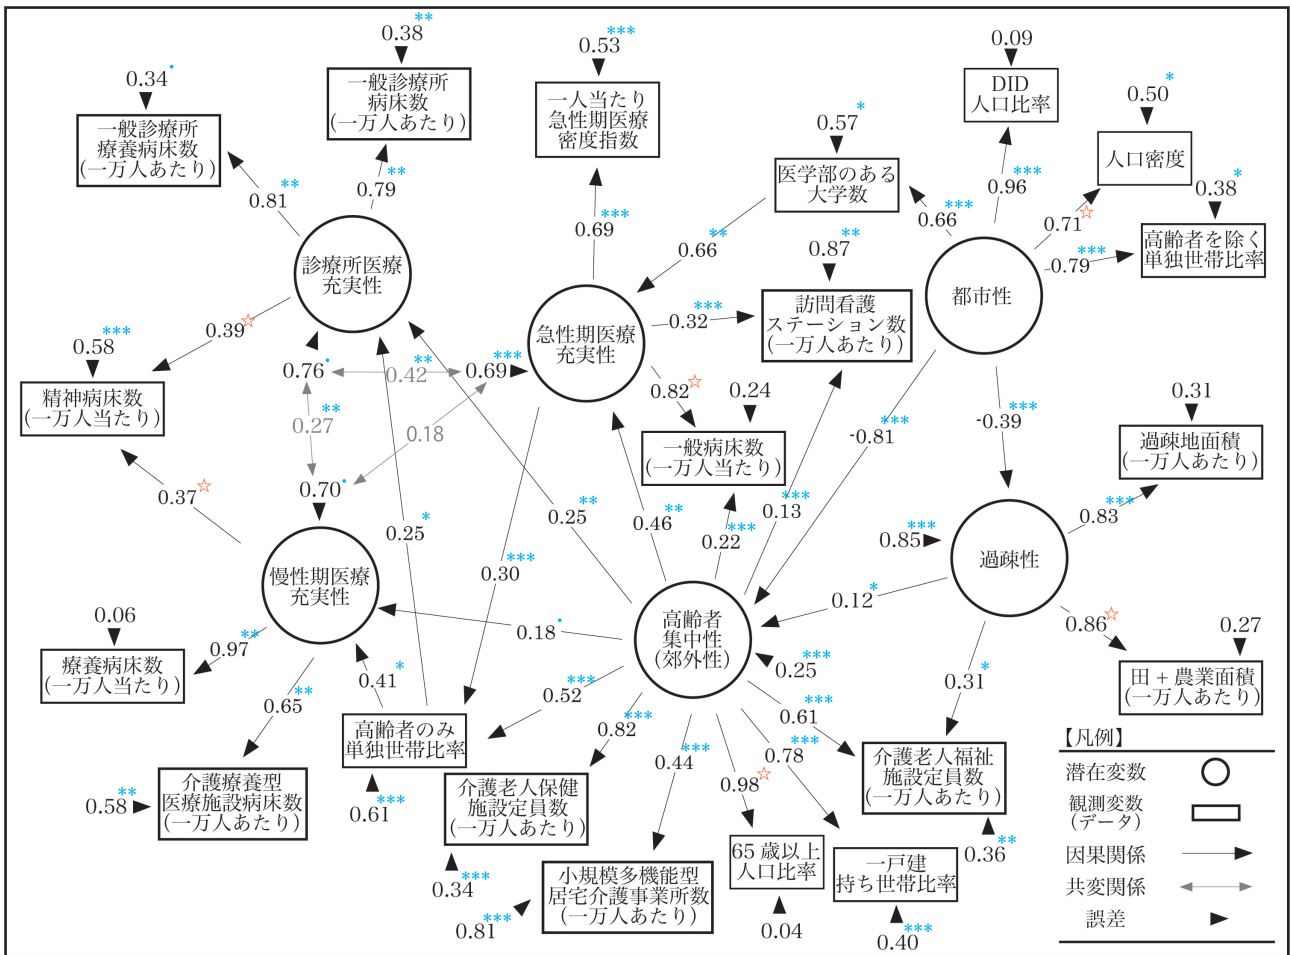 0.38**
0.53***
0.09
0.34·
0.50*
0.57*
0.38*
一般診療所
病床数
(一万人あたり)
一人当たり
急性期医療
密度指数
DID
人口比率
一般診療所
療養病床数
(一万人あたり)
人口密度
医学部のある
大学数
高齢者を除く
単独世帯比率
0.81**
0.79**
0.69***
0.66**
0.66***
0.96***
0.71☆
0.79***
0.87**
診療所医療
充実性
急性期医療
充実性
都市性
訪問看護
ステーション数
(一万人あたり)
0.39☆
0.32***
0.58***
精神病床数
(一万人当たり)
0.76·
0.42**
0.69***
0.82☆
0.24
0.27**
0.18
一般病床数
(一万人当たり)
-0.81***
-0.39***
0.31
過疎地面積
(一万人あたり)
0.37☆
0.70·
0.25*
0.25**
0.46**
0.22***
0.13***
0.85***
0.83***
過疎性
慢性期医療
充実性
0.30***
0.18·
高齢者
集中性
(郊外性)
0.12*
0.86☆
0.27
0.25***
田+農業面積
(一万人あたり)
0.06
0.97**
療養病床数
(一万人当たり)
0.65**
0.41*
0.52***
0.82***
0.44***
0.98☆
0.78***
0.61***
0.31*
高齢者のみ
単独世帯比率
0.61***
0.58**
介護療養型
医療施設病床数
(一万人あたり)
介護老人保健
施設定員数
(一万人あたり)
0.34***
0.81***
小規模多機能型
居宅介護事業所数
(一万人あたり)
65歳以上
人口比率
0.04
一戸建
持ち世帯比率
0.40***
介護老人福祉
施設定員数
(一万人あたり)
0.36**
【凡例】
潜在変数
観測変数
(データ)
因果関係
共変関係
誤差